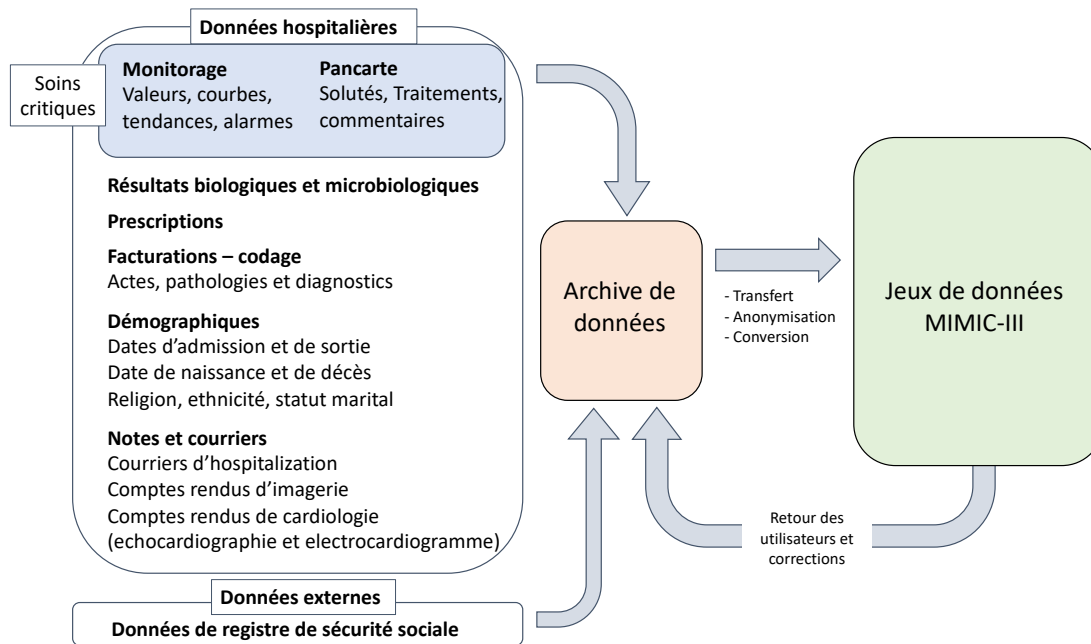 Données hospitalières
Soins
critiques
Monitorage
Valeurs, courbes,
tendances, alarmes
Pancarte
Solutés, Traitements,
commentaires
Résultats biologiques et microbiologiques
Prescriptions
Facturations – codage
Actes, pathologies et diagnostics
Démographiques
Dates d’admission et de sortie
Date de naissance et de décès
Religion, ethnicité, statut marital
Notes et courriers
Courriers d’hospitalization
Comptes rendus d’imagerie
Comptes rendus de cardiologie
(echocardiographie et electrocardiogramme)
Données externes
Données de registre de sécurité sociale
Archive de
données
- Transfert
- Anonymisation
- Conversion
Jeux de données
MIMIC-III
Retour des
utilisateurs et
corrections